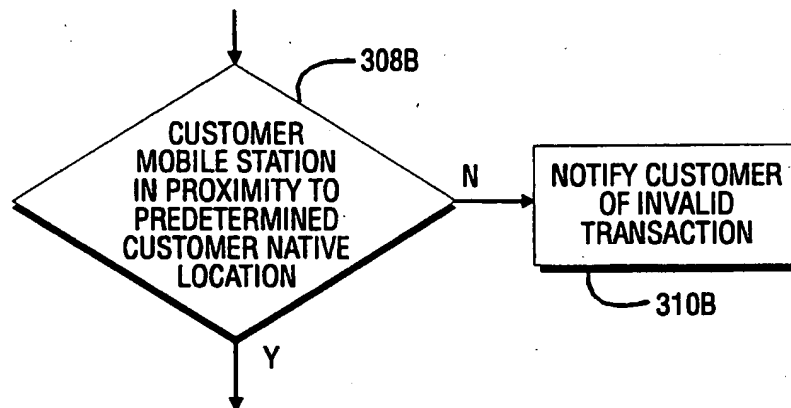 308B
CUSTOMER
MOBILE STATION
IN PROXIMITY TO
PREDETERMINED
CUSTOMER NATIVE
LOCATION
N
NOTIFY CUSTOMER
OF INVALID
TRANSACTION
310B
Y